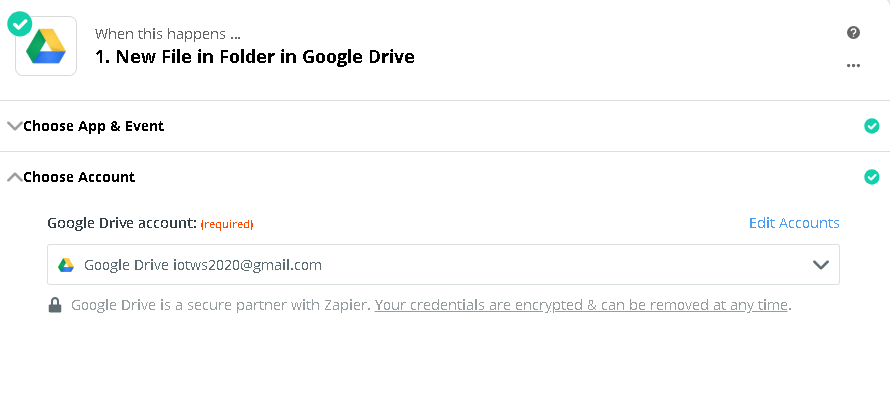 When this happens ...
1. New File in Folder in Google Drive
Choose App & Event
Choose Account
Google Drive account: (required)
Edit Accounts
Google Drive iotws2020@gmail.com
Google Drive is a secure partner with Zapier. Your credentials are encrypted & can be removed at any time.